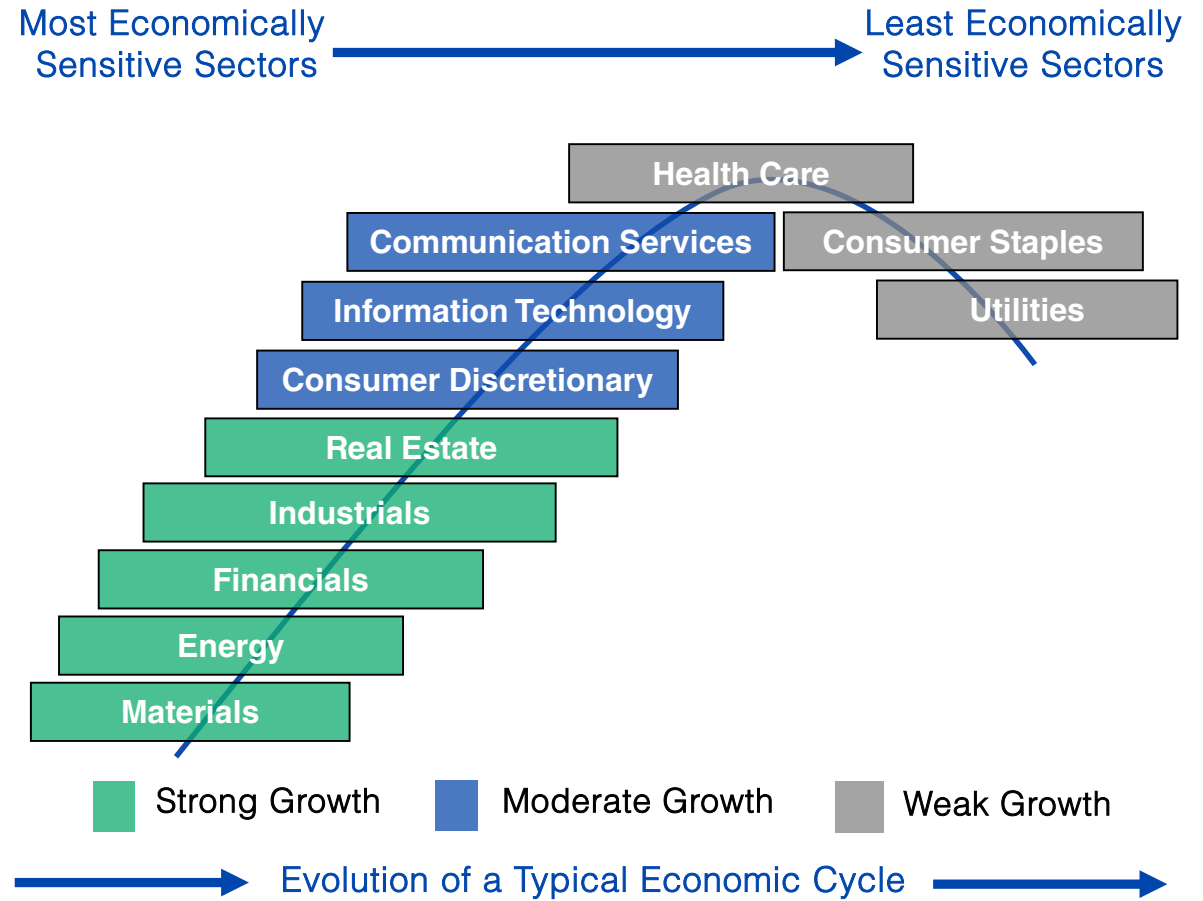 Most Economically
Sensitive Sectors
Least Economically
Sensitive Sectors
Health Care
Communication Services
Consumer Staples
Information Technology
Utilities
Consumer Discretionary
Real Estate
Industrials
Financials
Energy
Materials
Strong Growth
Moderate Growth
Weak Growth
Evolution of a Typical Economic Cycle